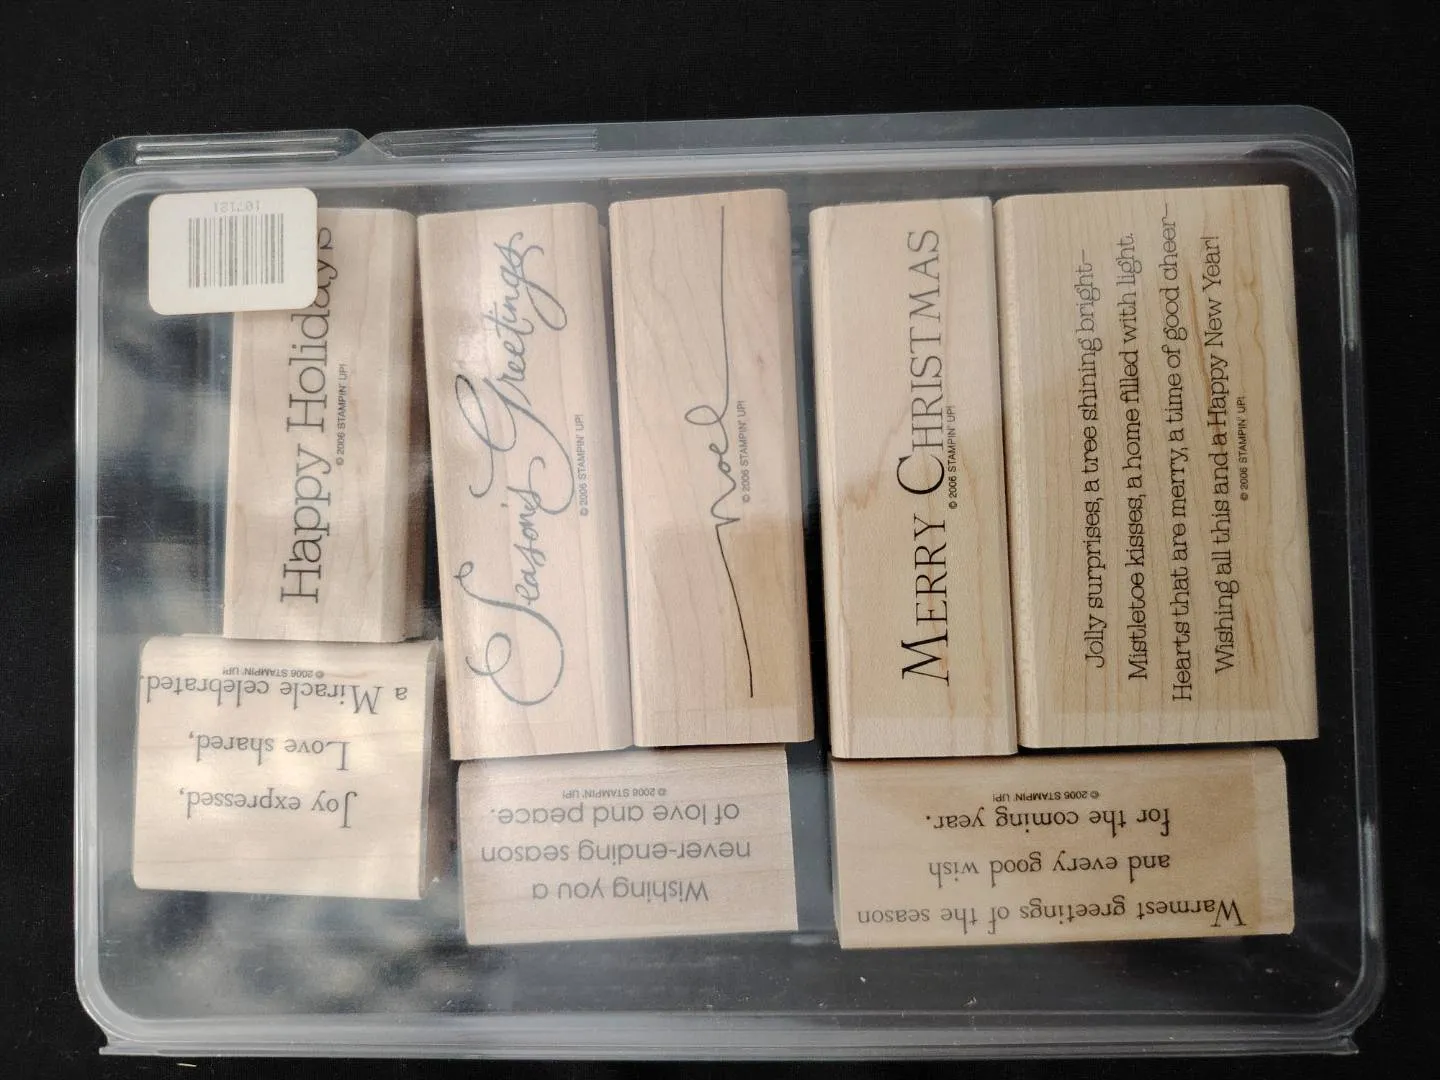 107121
Happy Holidays
© 2006 STAMPIN' UP!
Season's Greetings
© 2006 STAMPIN' UP!
noel
© 2006 STAMPIN' UP!
MERRY CHRISTMAS
© 2006 STAMPIN' UP!
Jolly surprises, a tree shining bright—
Mistletoe kisses, a home filled with light.
Hearts that are merry, a time of good cheer—
Wishing all this and a Happy New Year!
© 2006 STAMPIN' UP!
Joy expressed,
Love shared,
a Miracle celebrated.
© 2006 STAMPIN' UP!
Wishing you a
never-ending season
of love and peace.
© 2006 STAMPIN' UP!
Warmest greetings of the season
and every good wish
for the coming year.
© 2006 STAMPIN' UP!